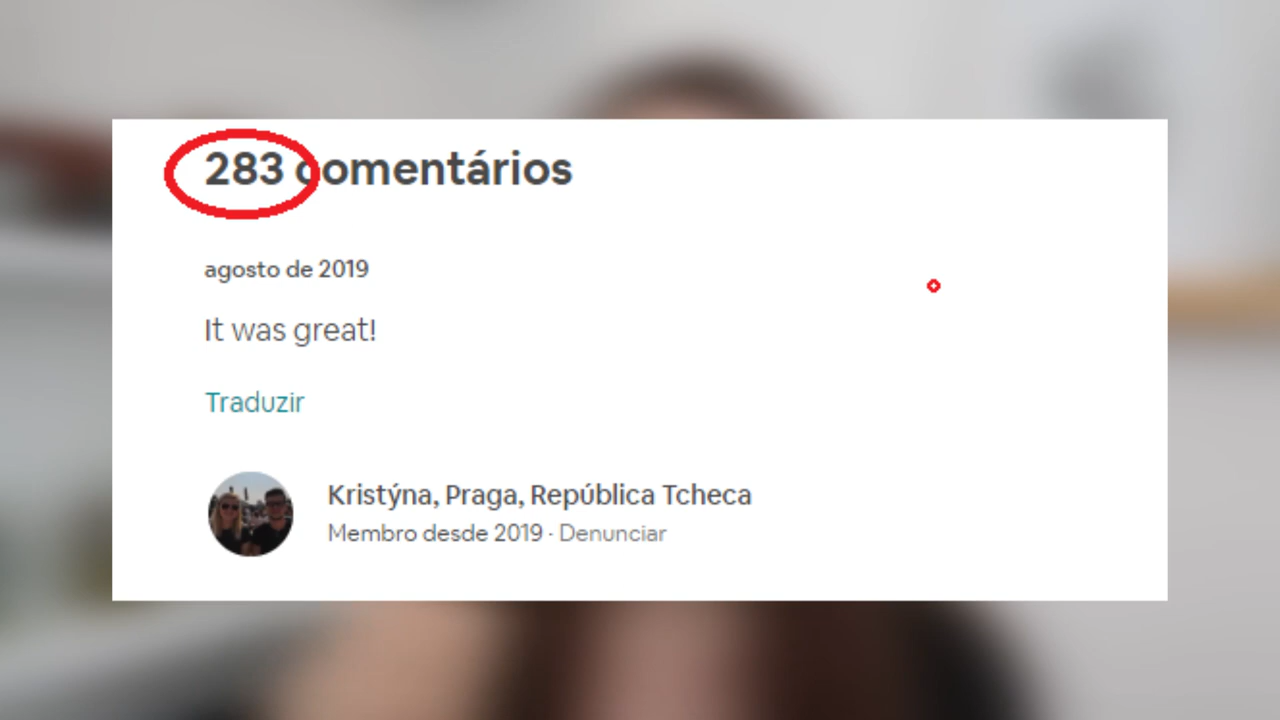 283 comentários
agosto de 2019
It was great!
Traduzir
Kristýna, Praga, República Tcheca
Membro desde 2019 · Denunciar